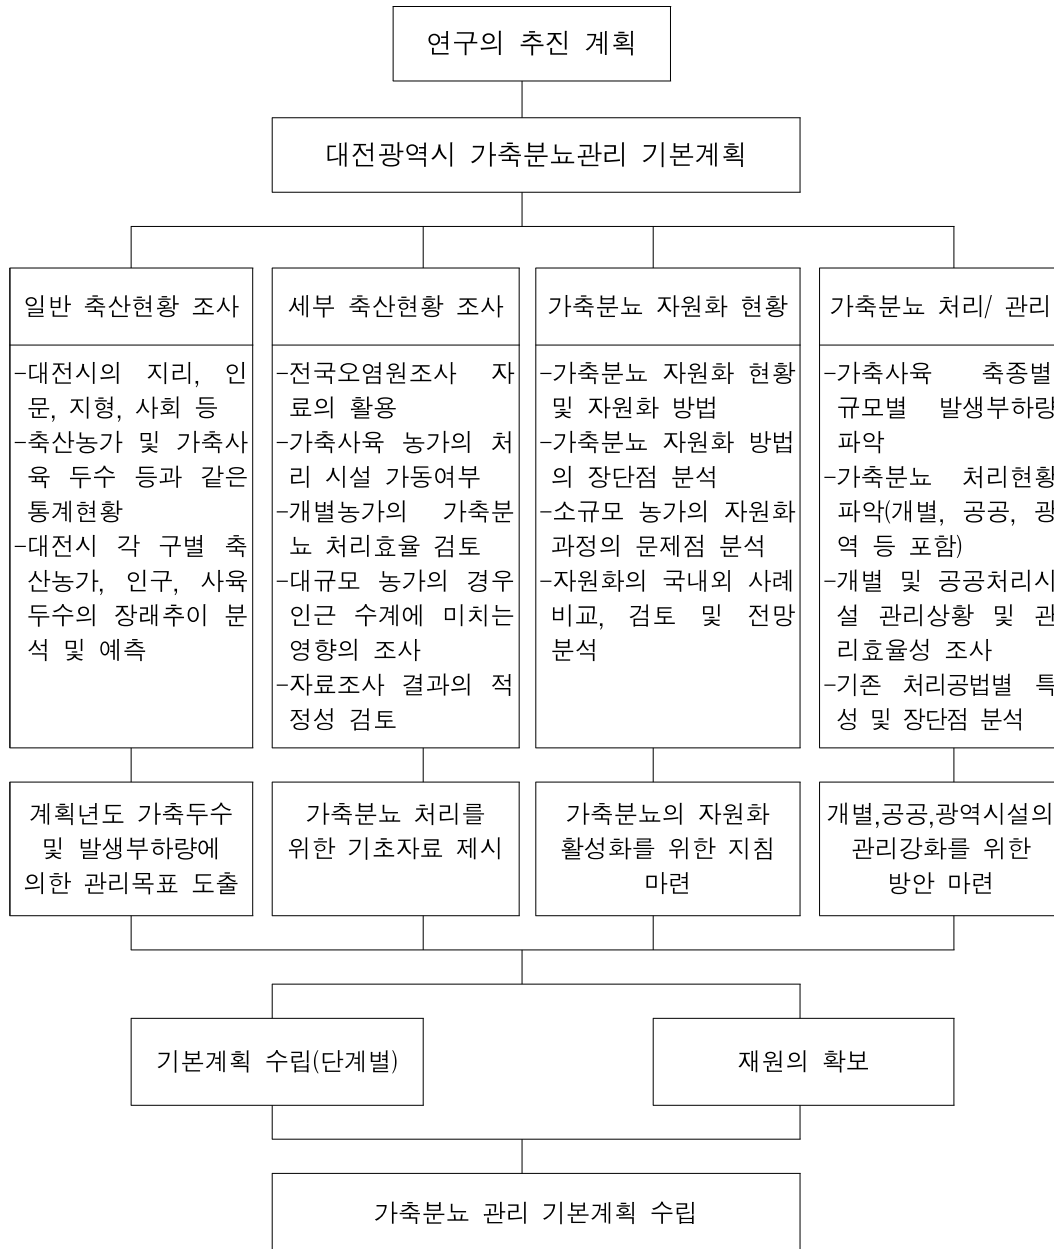 연구의 추진 계획
대전광역시 가축분뇨관리 기본계획
일반 축산현황 조사
-대전시의 지리, 인
문, 지형, 사회 등
-축산농가 및 가축사
육 두수 등과 같은
통계현황
-대전시 각 구별 축
산농가, 인구, 사육
두수의 장래추이 분
석 및 예측
계획년도 가축두수
및 발생부하량에
의한 관리목표 도출
세부 축산현황 조사
-전국오염원조사 자
료의 활용
-가축사육 농가의 처
리 시설 가동여부
-개별농가의 가축분
뇨 처리효율 검토
-대규모 농가의 경우
인근 수계에 미치는
영향의 조사
-자료조사 결과의 적
정성 검토
가축분뇨 처리를
위한 기초자료 제시
가축분뇨 자원화 현황
-가축분뇨 자원화 현황
및 자원화 방법
-가축분뇨 자원화 방법
의 장단점 분석
-소규모 농가의 자원화
과정의 문제점 분석
-자원화의 국내외 사례
비교, 검토 및 전망
분석
가축분뇨의 자원화
활성화를 위한 지침
마련
가축분뇨 처리/ 관리
-가축사육 축종별
규모별 발생부하량
파악
-가축분뇨 처리현황
파악(개별, 공공, 광
역 등 포함)
-개별 및 공공처리시
설 관리상황 및 관
리효율성 조사
-기존 처리공법별 특
성 및 장단점 분석
개별,공공,광역시설의
관리강화를 위한
방안 마련
기본계획 수립(단계별)
재원의 확보
가축분뇨 관리 기본계획 수립